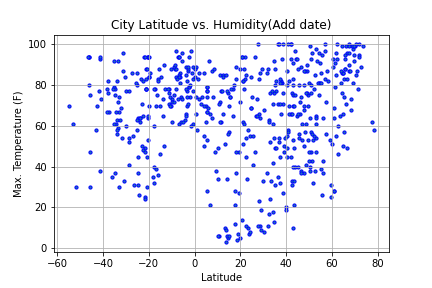 City Latitude vs. Humidity(Add date)
Max. Temperature (F)
100
80
60
40
20
0
−60 −40 −20 0 20 40 60 80
Latitude